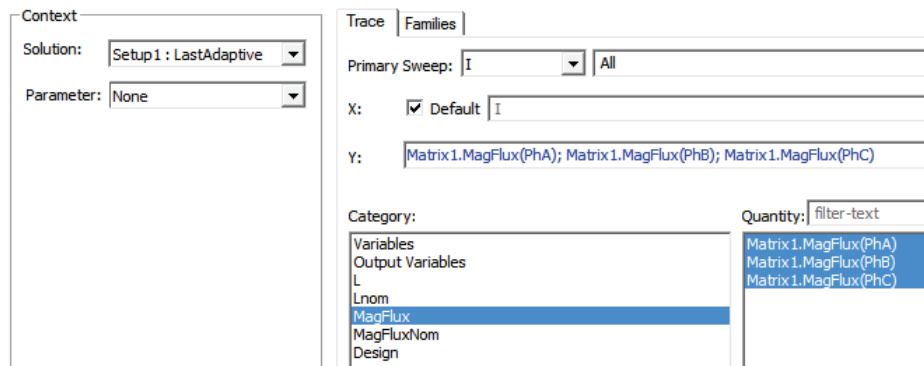 Context
Solution: Setup1 : LastAdaptive
Parameter: None
Trace Families
Primary Sweep: I All
X: Default I
Y: Matrix1.MagFlux(PhA); Matrix1.MagFlux(PhB); Matrix1.MagFlux(PhC)
Category:
Variables
Output Variables
L
Lnom
MagFlux
MagFluxNom
Design
Quantity: filter-text
Matrix1.MagFlux(PhA)
Matrix1.MagFlux(PhB)
Matrix1.MagFlux(PhC)